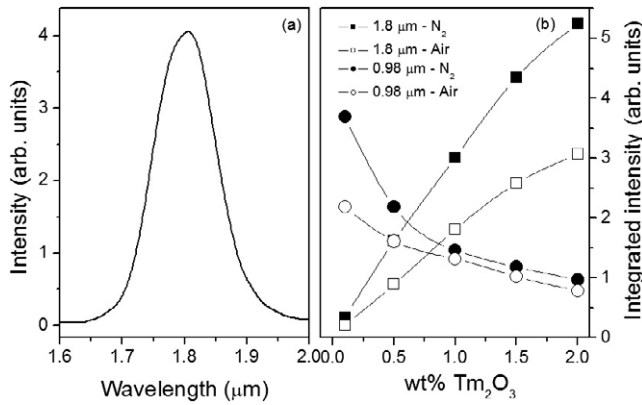 (a)
4
3
2
1
0
Intensity (arb. units)
1.6 1.7 1.8 1.9 2.0
Wavelength (μm)
(b)
1.8 μm - N₂
1.8 μm - Air
0.98 μm - N₂
0.98 μm - Air
5
4
3
2
1
0
Integrated intensity (arb. units)
0.0 0.5 1.0 1.5 2.0
wt% Tm₂O₃